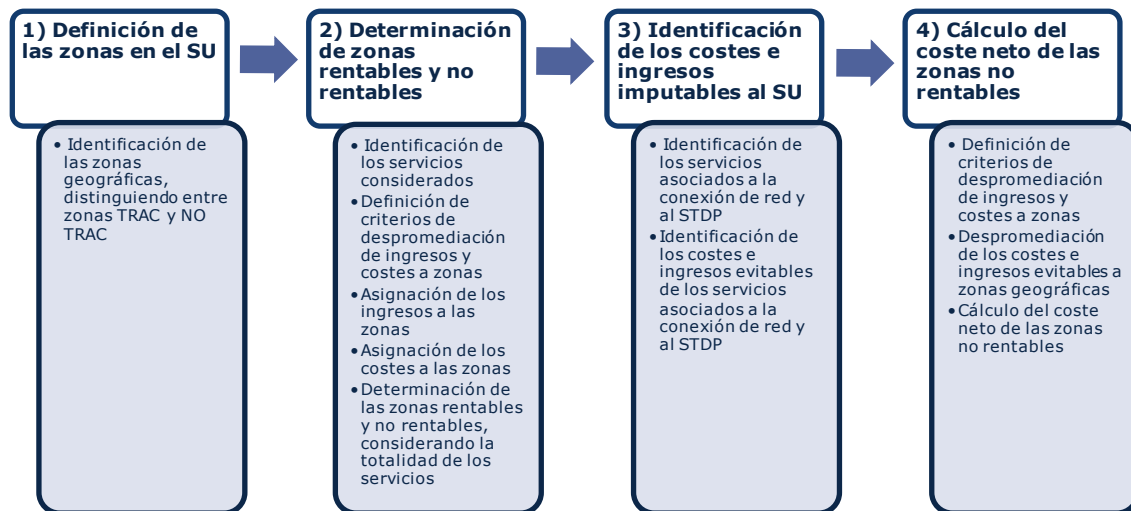 1) Definición de
las zonas en el SU
• Identificación de
las zonas
geográficas,
distinguiendo entre
zonas TRAC y NO
TRAC
2) Determinación
de zonas
rentables y no
rentables
• Identificación de
los servicios
considerados
• Definición de
criterios de
despromediación
de ingresos y
costes a zonas
• Asignación de los
ingresos a las
zonas
• Asignación de los
costes a las zonas
• Determinación de
las zonas rentables
y no rentables,
considerando la
totalidad de los
servicios
3) Identificación
de los costes e
ingresos
imputables al SU
• Identificación de
los servicios
asociados a la
conexión de red y
al STDP
• Identificación de
los costes e
ingresos evitables
de los servicios
asociados a la
conexión de red y
al STDP
4) Cálculo del
coste neto de las
zonas no
rentables
• Definición de
criterios de
despromediación
de ingresos y
costes a zonas
• Despromediación
de los costes e
ingresos evitables a
zonas geográficas
• Cálculo del coste
neto de las zonas
no rentables